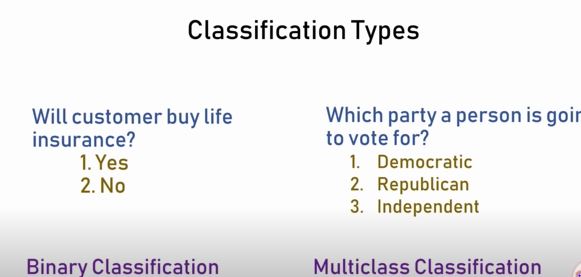 Classification Types
Will customer buy life
insurance?
1. Yes
2. No
Which party a person is
to vote for?
1. Democratic
2. Republican
3. Independent
Binary Classification
Multiclass Classification